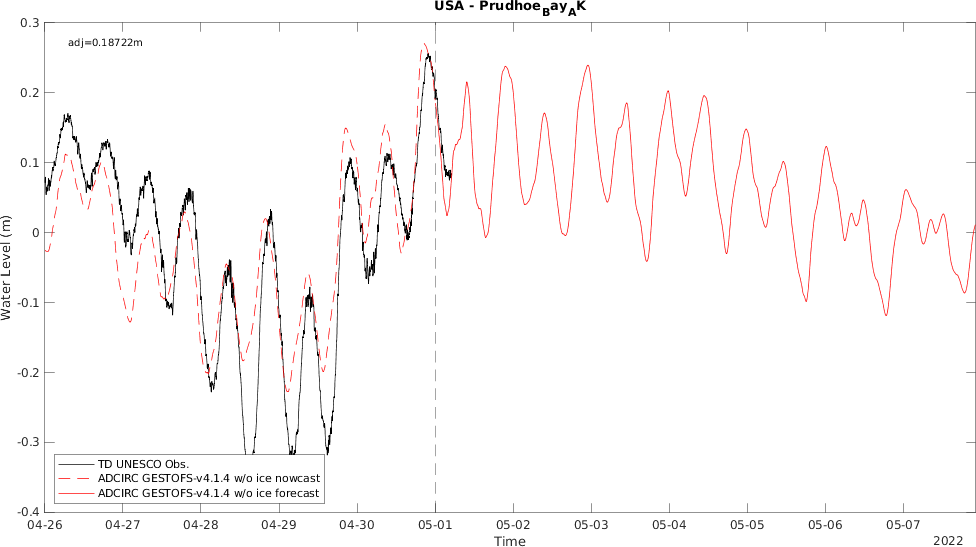 USA - PrudhoeBayAK
adj=0.18722m
0.3
0.2
0.1
0
-0.1
-0.2
-0.3
-0.4
Water Level (m)
TD UNESCO Obs.
ADCIRC GESTOFS-v4.1.4 w/o ice nowcast
ADCIRC GESTOFS-v4.1.4 w/o ice forecast
04-26 04-27 04-28 04-29 04-30 05-01 05-02 05-03 05-04 05-05 05-06 05-07
Time
2022